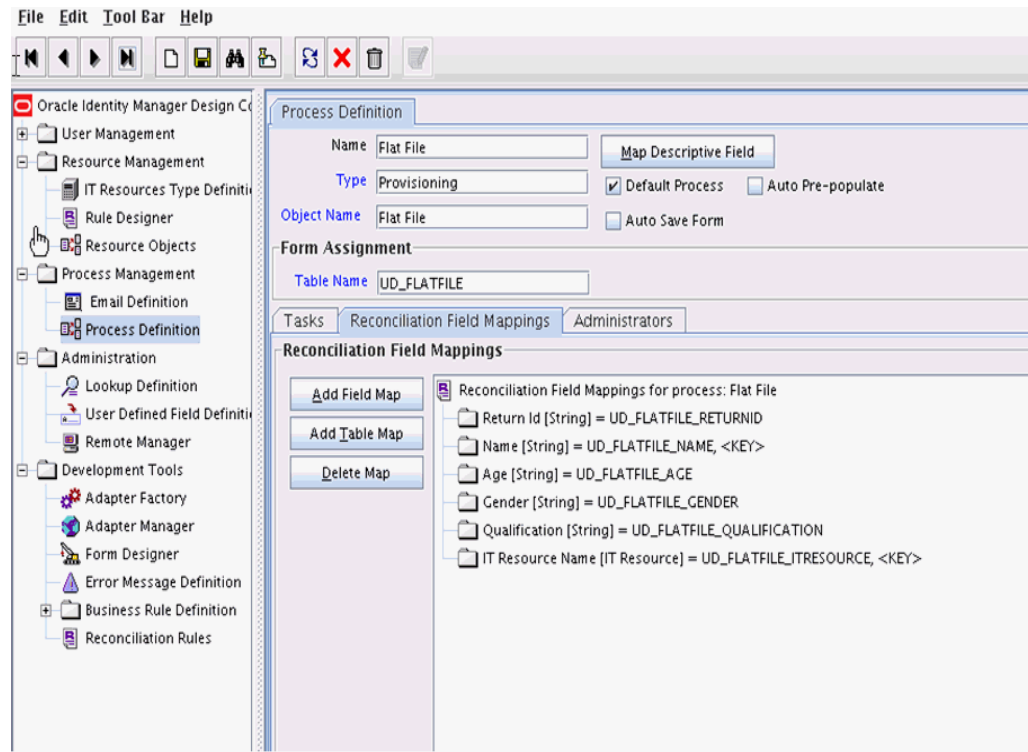 File Edit Tool Bar Help
Oracle Identity Manager Design Co
User Management
Resource Management
IT Resources Type Definiti
Rule Designer
Resource Objects
Process Management
Email Definition
Process Definition
Administration
Lookup Definition
User Defined Field Definiti
Remote Manager
Development Tools
Adapter Factory
Adapter Manager
Form Designer
Error Message Definition
Business Rule Definition
Reconciliation Rules
Process Definition
Name Flat File Map Descriptive Field
Type Provisioning Default Process Auto Pre-populate
Object Name Flat File Auto Save Form
Form Assignment
Table Name UD_FLATFILE
Tasks Reconciliation Field Mappings Administrators
Reconciliation Field Mappings
Add Field Map
Add Table Map
Delete Map
Reconciliation Field Mappings for process: Flat File
Return Id [String] = UD_FLATFILE_RETURNID
Name [String] = UD_FLATFILE_NAME, <KEY>
Age [String] = UD_FLATFILE_AGE
Gender [String] = UD_FLATFILE_GENDER
Qualification [String] = UD_FLATFILE_QUALIFICATION
IT Resource Name [IT Resource] = UD_FLATFILE_ITRESOURCE, <KEY>